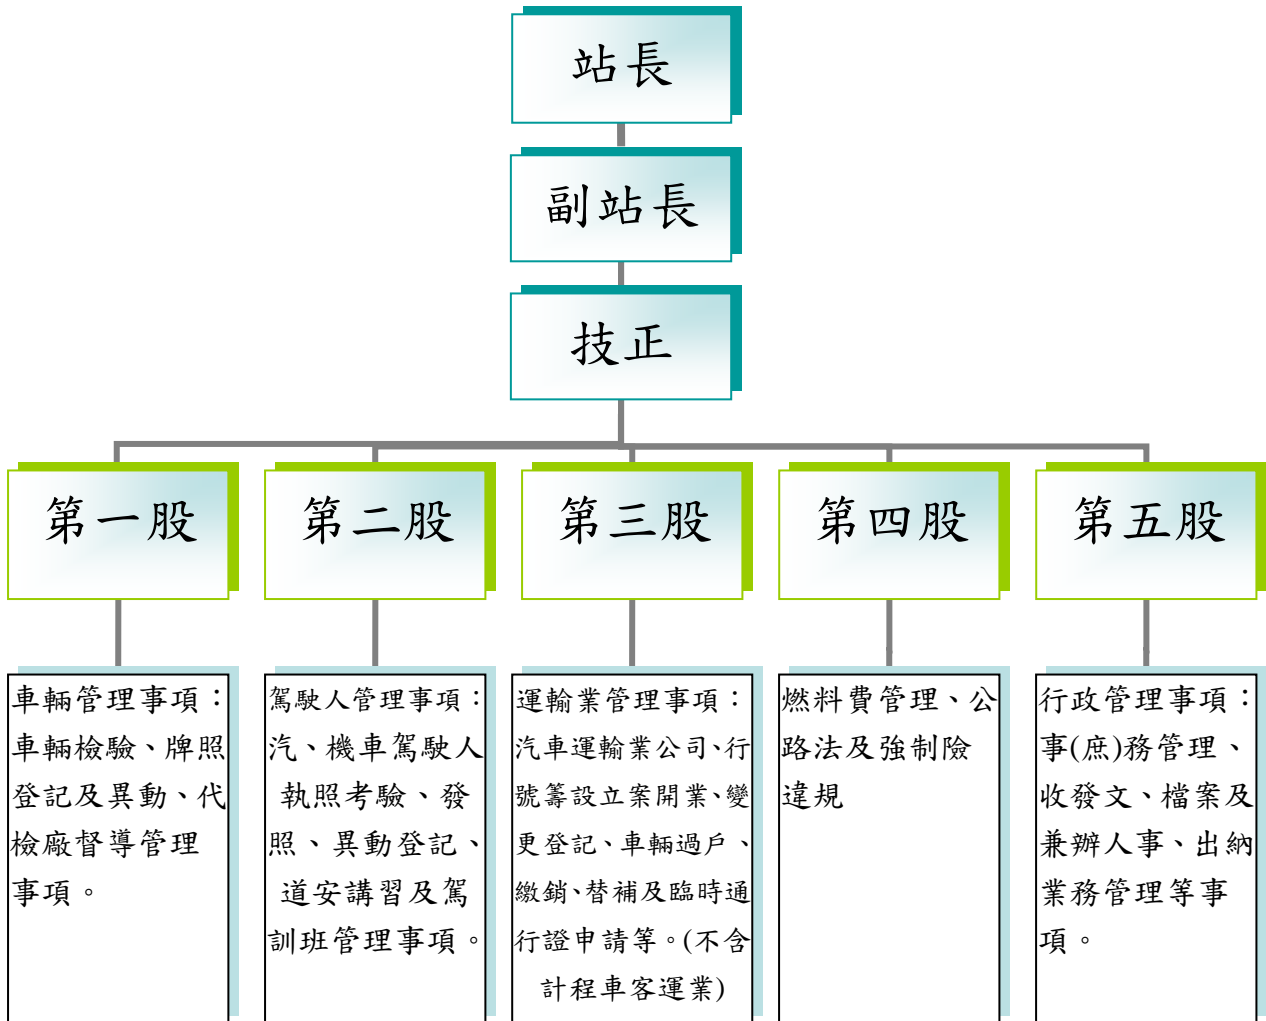 站長
副站長
技正
第一股
第二股
第三股
第四股
第五股
車輛管理事項：
車輛檢驗、牌照
登記及異動、代
檢廠督導管理
事項。
駕駛人管理事項：
汽、機車駕駛人
執照考驗、發
照、異動登記、
道安講習及駕
訓班管理事項。
運輸業管理事項：
汽車運輸業公司、行
號籌設立案開業、變
更登記、車輛過戶、
繳銷、替補及臨時通
行證申請等。(不含
計程車客運業)
燃料費管理、公
路法及強制險
違規
行政管理事項：
事(庶)務管理、
收發文、檔案及
兼辦人事、出納
業務管理等事
項。